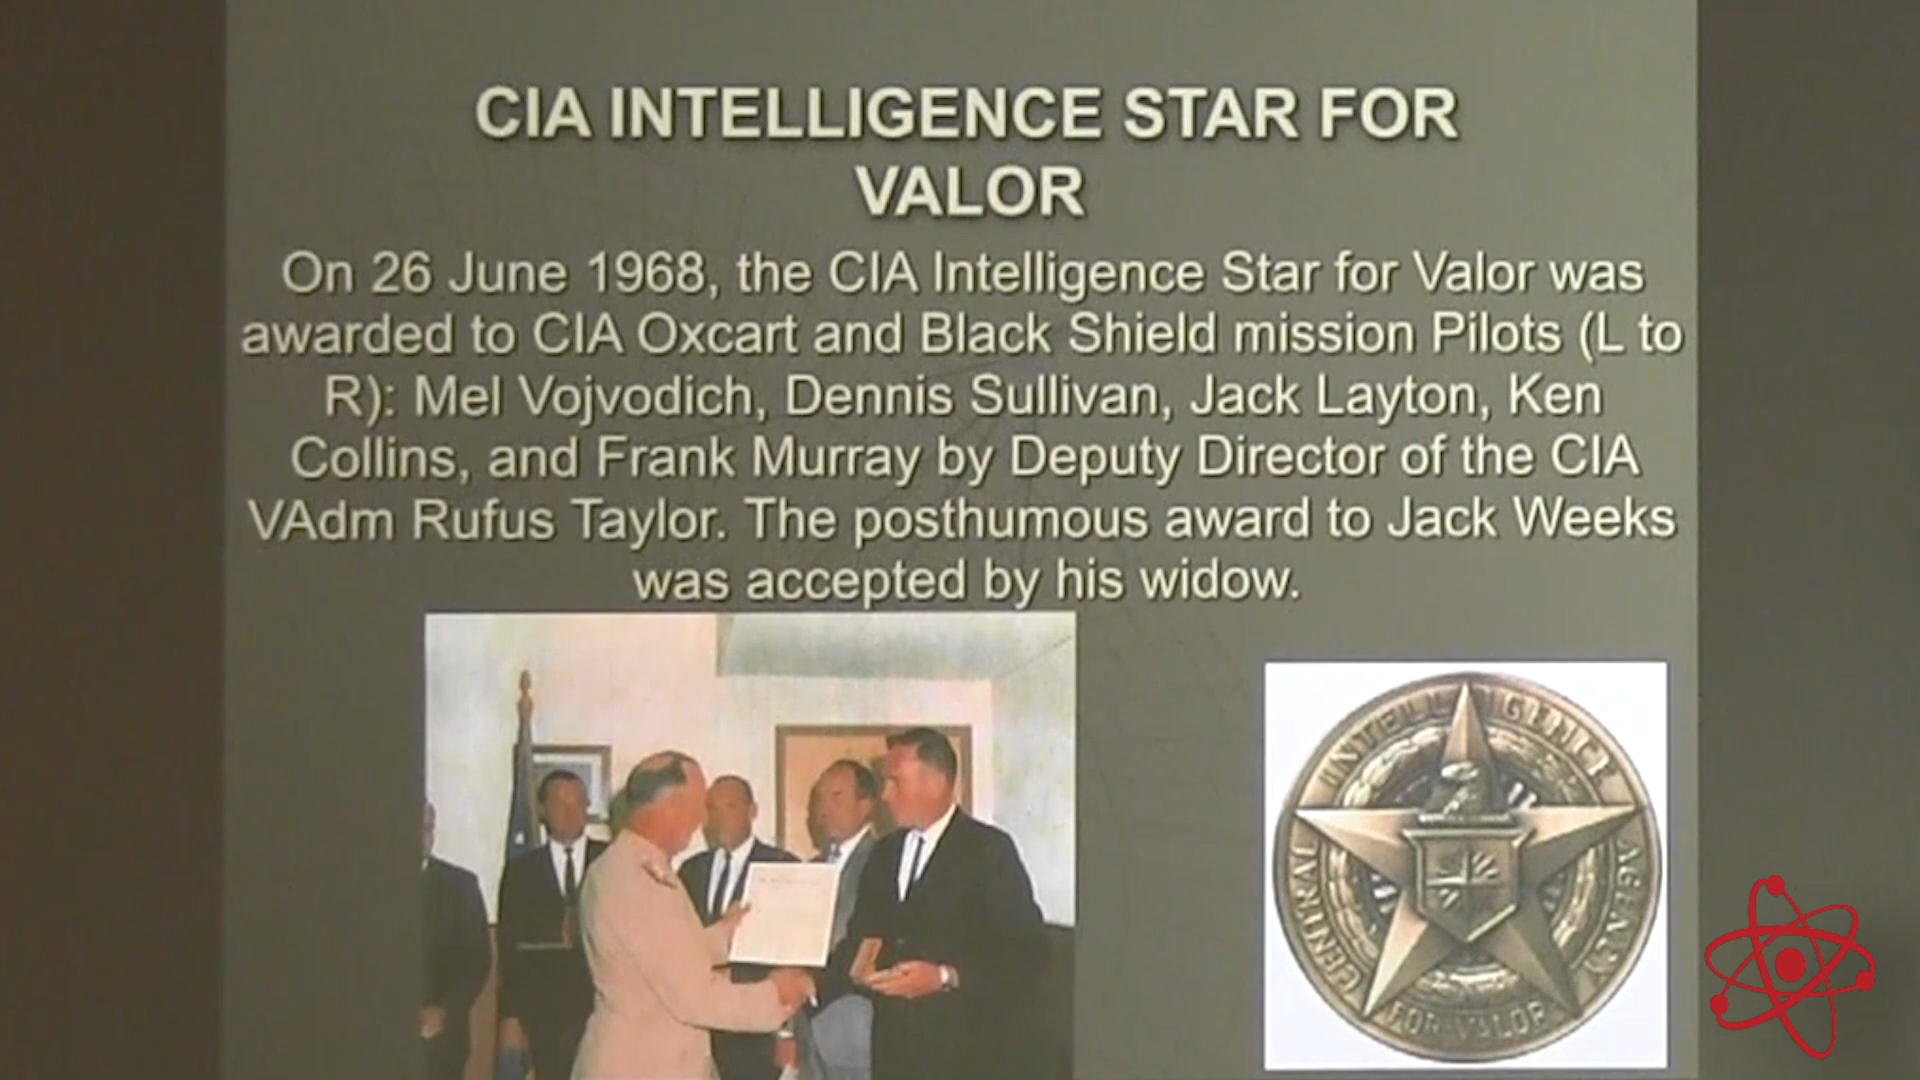 CIA INTELLIGENCE STAR FOR
VALOR
On 26 June 1968, the CIA Intelligence Star for Valor was
awarded to CIA Oxcart and Black Shield mission Pilots (L to
R): Mel Vojvodich, Dennis Sullivan, Jack Layton, Ken
Collins, and Frank Murray by Deputy Director of the CIA
VAdm Rufus Taylor. The posthumous award to Jack Weeks
was accepted by his widow.
CENTRAL INTELLIGENCE AGENCY
FOR VALOR